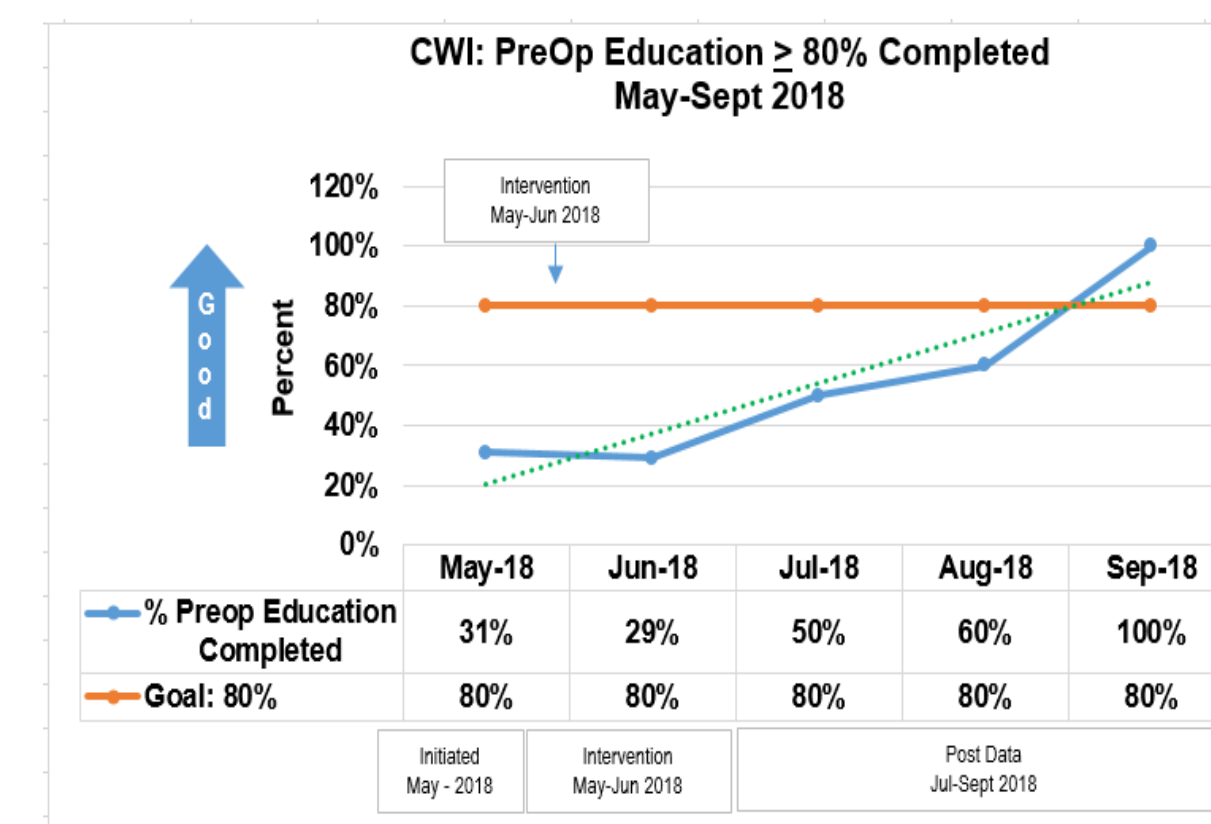 CWI: PreOp Education ≥ 80% Completed
May-Sept 2018
Intervention
May-Jun 2018
120%
100%
80%
60%
40%
20%
0%
Percent
Good
May-18 Jun-18 Jul-18 Aug-18 Sep-18
% Preop Education
Completed
31% 29% 50% 60% 100%
Goal: 80% 80% 80% 80% 80% 80%
Initiated
May - 2018
Intervention
May-Jun 2018
Post Data
Jul-Sept 2018